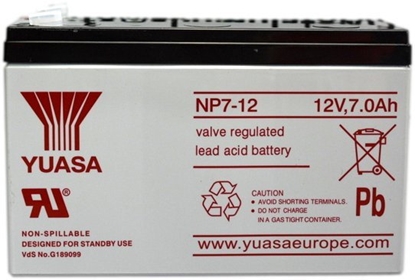 YUASA
NP7-12 12V,7.0Ah
valve regulated
lead acid battery
NON-SPILLABLE
DESIGNED FOR STANDBY USE
VdS No.G189099
CAUTION
• AVOID SHORTING TERMINALS.
• DO NOT CHARGE
IN A GAS TIGHT CONTAINER.
Pb
www.yuasaeurope.com